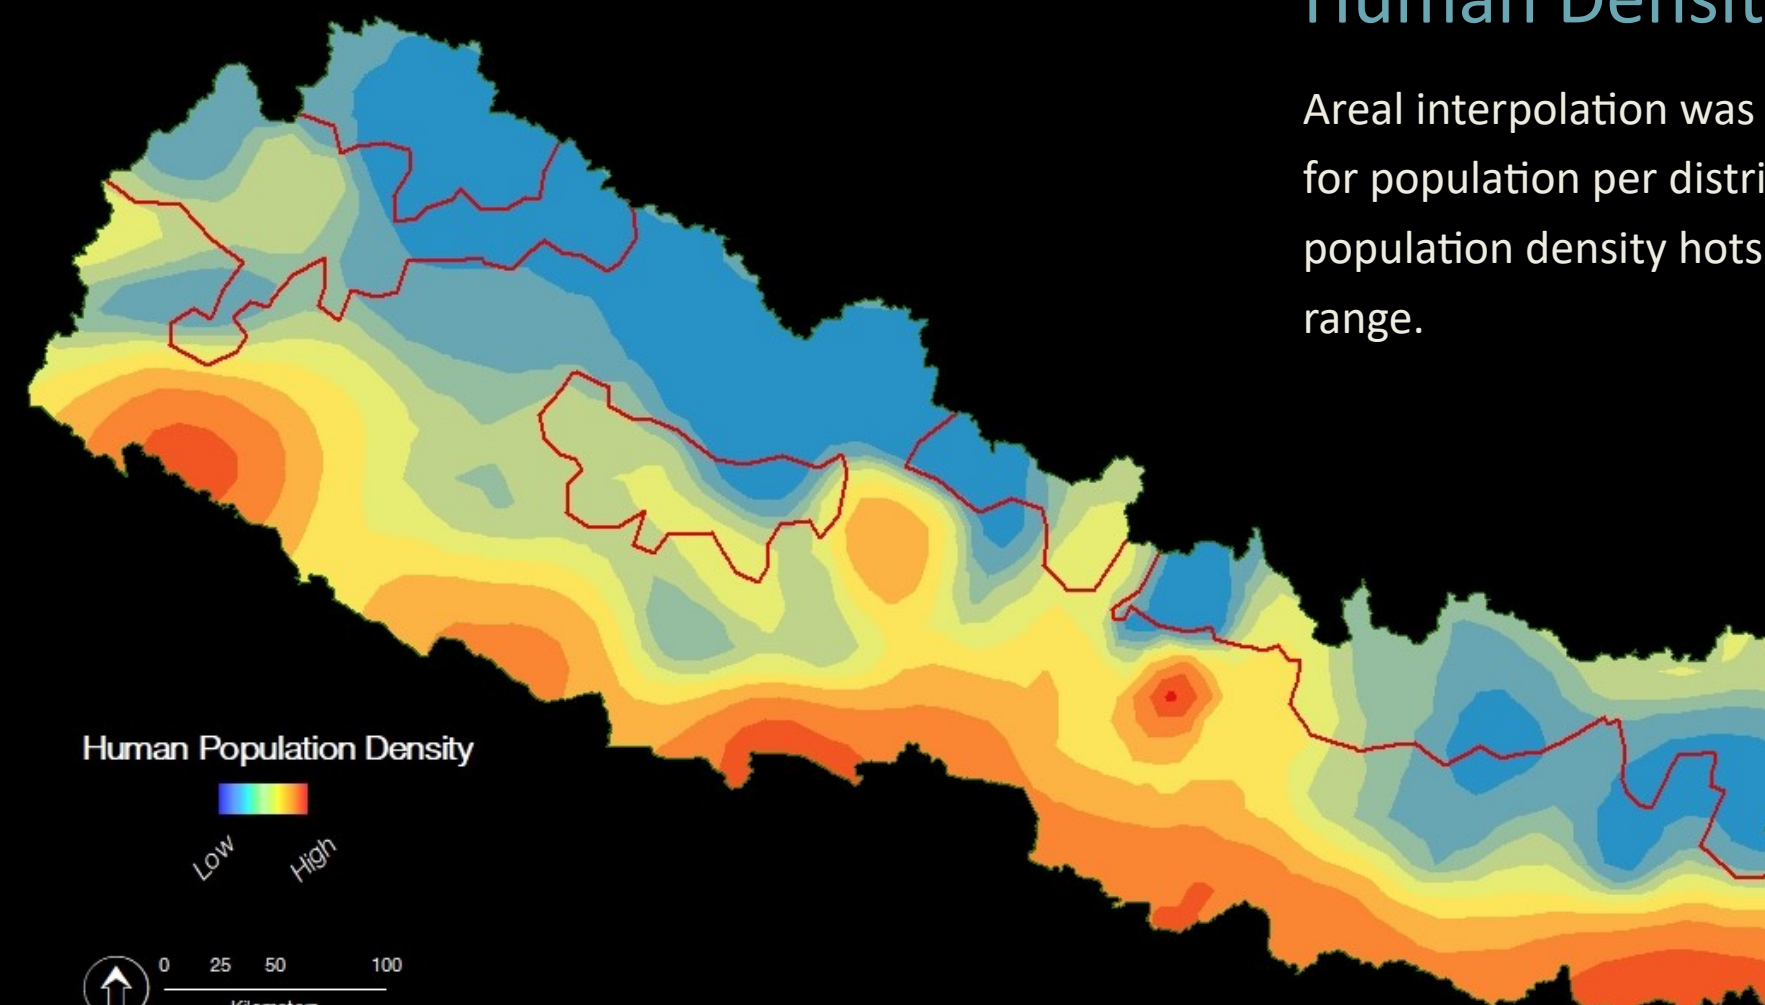 Human Densit
Areal interpolation was
for population per distri
population density hots
range.
Human Population Density
Low High
0 25 50 100